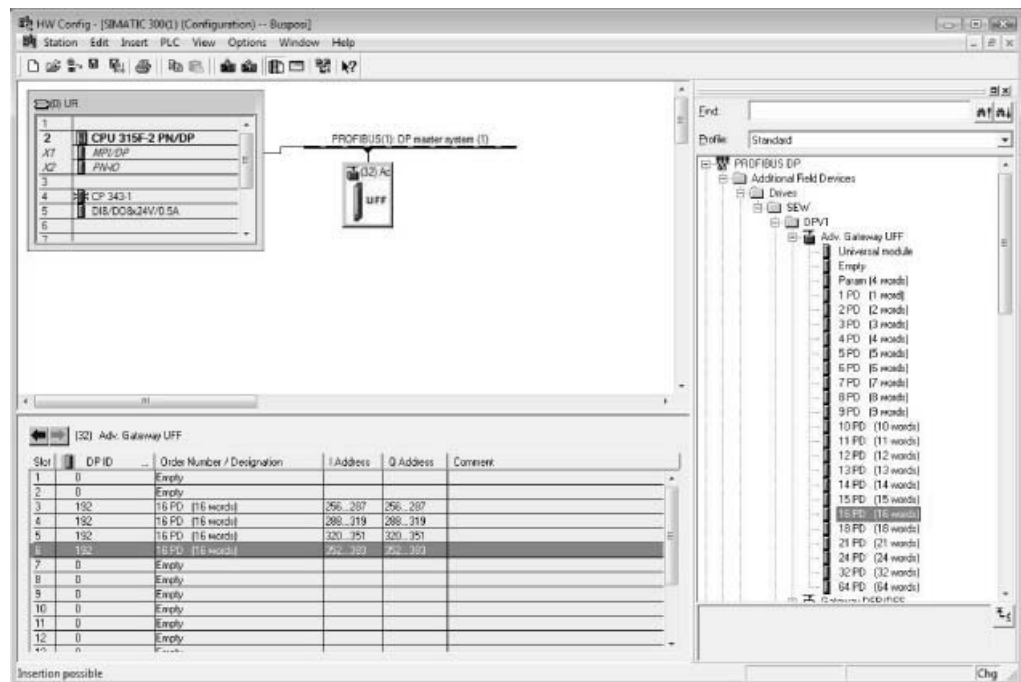 HW Config - [SIMATIC 300(1) (Configuration) -- Busposi]
Station Edit Insert PLC View Options Window Help
(0) UR
1
2 CPU 315F-2 PN/DP
X1 MPI/DP
X2 PN-IO
3
4 CP 343-1
5 DI8/DO8x24V/0.5A
6
7
PROFIBUS(1): DP master system (1)
(32) Ac
UFF
Find:
Profile: Standard
PROFIBUS DP
Additional Field Devices
Drives
SEW
DPV1
Adv. Gateway UFF
Universal module
Empty
Param (4 words)
1 PD (1 word)
2 PD (2 words)
3 PD (3 words)
4 PD (4 words)
5 PD (5 words)
6 PD (6 words)
7 PD (7 words)
8 PD (8 words)
9 PD (9 words)
10 PD (10 words)
11 PD (11 words)
12 PD (12 words)
13 PD (13 words)
14 PD (14 words)
15 PD (15 words)
16 PD (16 words)
18 PD (18 words)
21 PD (21 words)
24 PD (24 words)
32 PD (32 words)
64 PD (64 words)
(32) Adv. Gateway UFF
Slot DP ID ... Order Number / Designation I Address Q Address Comment
1 0 Empty
2 0 Empty
3 192 16 PD (16 words) 256...287 256...287
4 192 16 PD (16 words) 288...319 288...319
5 192 16 PD (16 words) 320...351 320...351
6 192 16 PD (16 words) 352...383 352...383
7 0 Empty
8 0 Empty
9 0 Empty
10 0 Empty
11 0 Empty
12 0 Empty
Insertion possible
Chg